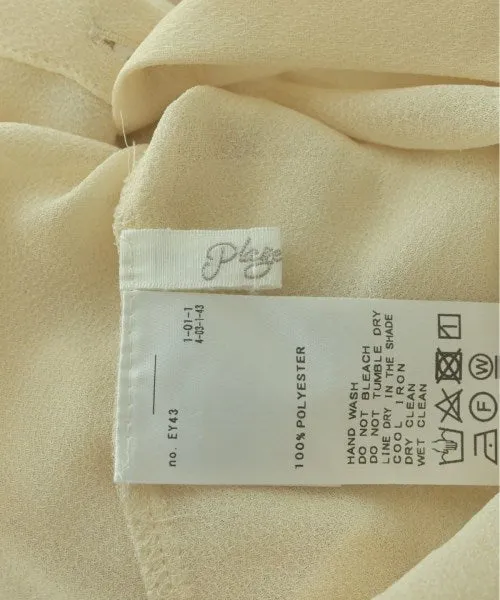 Plage
1-01-1
4-03-1-43
no. EY43
100% POLYESTER
HAND WASH
DO NOT BLEACH
DO NOT TUMBLE DRY
LINE DRY IN THE SHADE
COOL IRON
DRY CLEAN
WET CLEAN